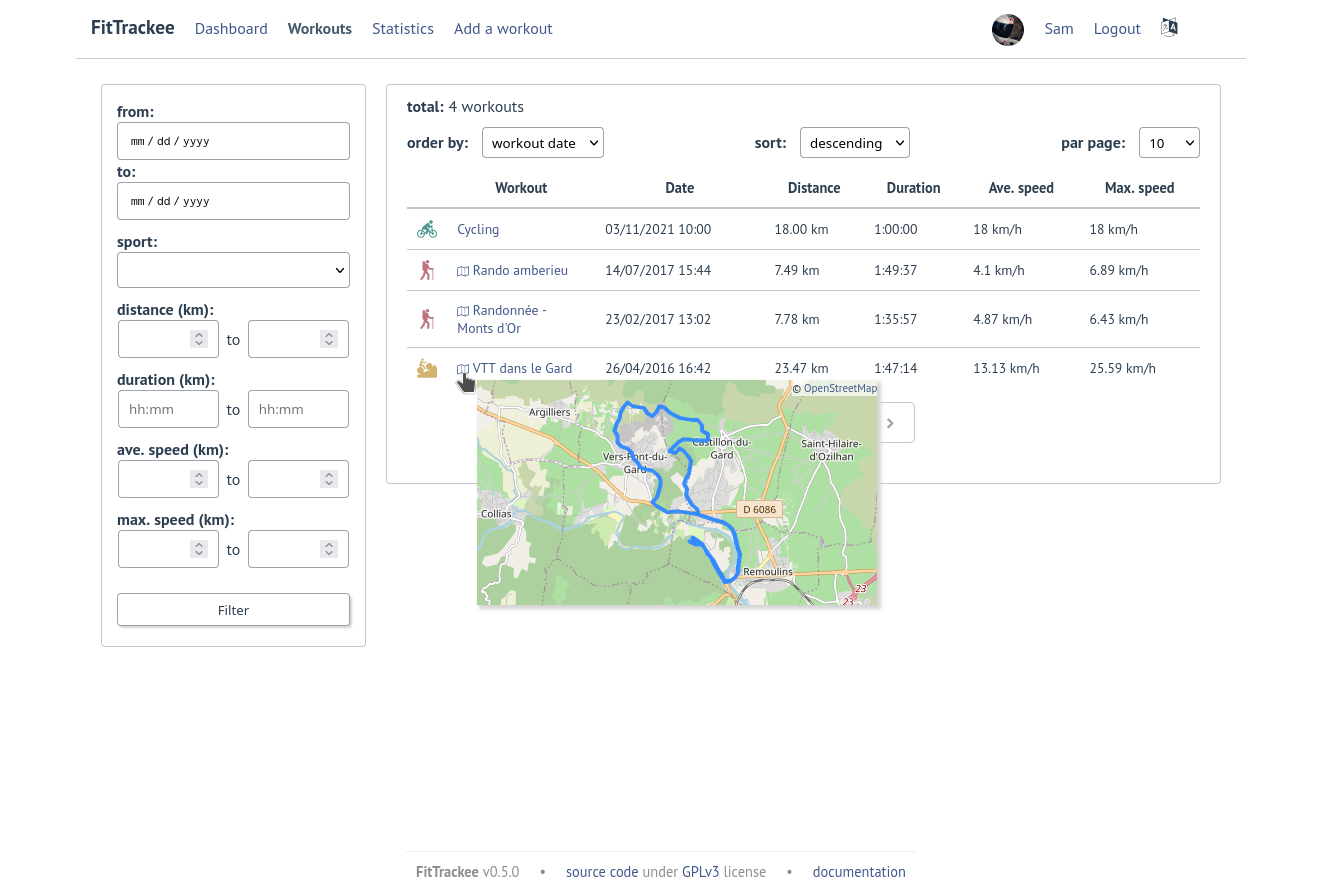 FitTrackee Dashboard Workouts Statistics Add a workout Sam Logout
from:
mm / dd / yyyy
to:
mm / dd / yyyy
sport:
distance (km):
to
duration (km):
hh:mm to hh:mm
ave. speed (km):
to
max. speed (km):
to
Filter
total: 4 workouts
order by: workout date sort: descending par page: 10
Workout Date Distance Duration Ave. speed Max. speed
Cycling 03/11/2021 10:00 18.00 km 1:00:00 18 km/h 18 km/h
Rando amberieu 14/07/2017 15:44 7.49 km 1:49:37 4.1 km/h 6.89 km/h
Randonnée -
Monts d'Or 23/02/2017 13:02 7.78 km 1:35:57 4.87 km/h 6.43 km/h
VTT dans le Gard 26/04/2016 16:42 23.47 km 1:47:14 13.13 km/h 25.59 km/h
© OpenStreetMap
Argilliers
Castillon-du-
Gard
Saint-Hilaire-
d'Ozilhan
Vers-Pont-du-
Gard
Collias
D 6086
Remoulins
23
23
FitTrackee v0.5.0 • source code under GPLv3 license • documentation